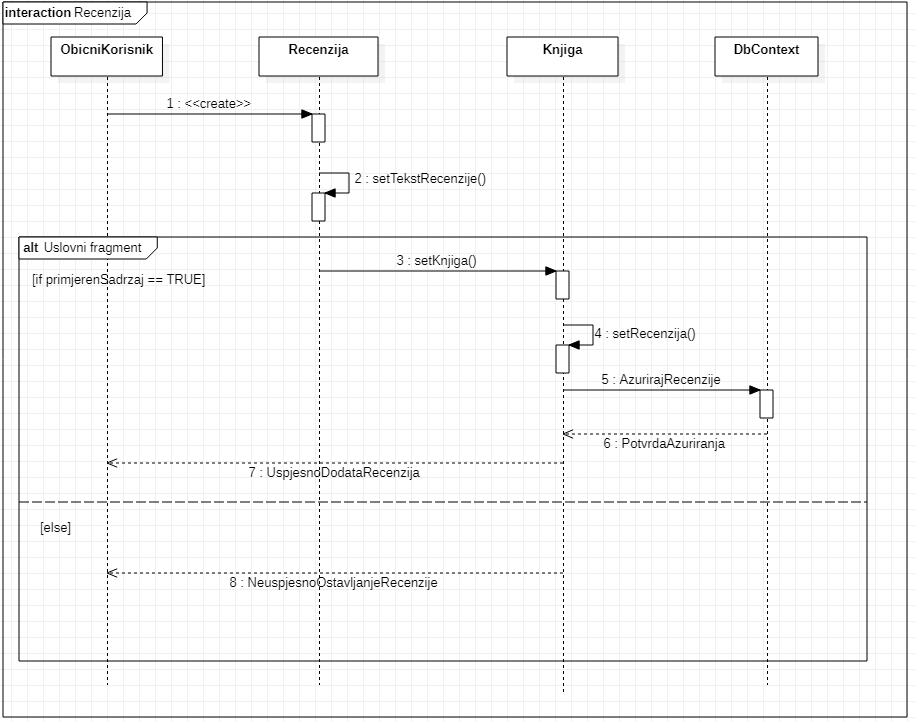 interaction Recenzija
ObicniKorisnik
Recenzija
Knjiga
DbContext
1 : <<create>>
2 : setTekstRecenzije()
alt Uslovni fragment
3 : setKnjiga()
[if primjerenSadrzaj == TRUE]
4 : setRecenzija()
5 : AzurirajRecenzije
6 : PotvrdaAzuriranja
7 : UspjesnoDodataRecenzija
[else]
8 : NeuspjesnoOstavljanjeRecenzije